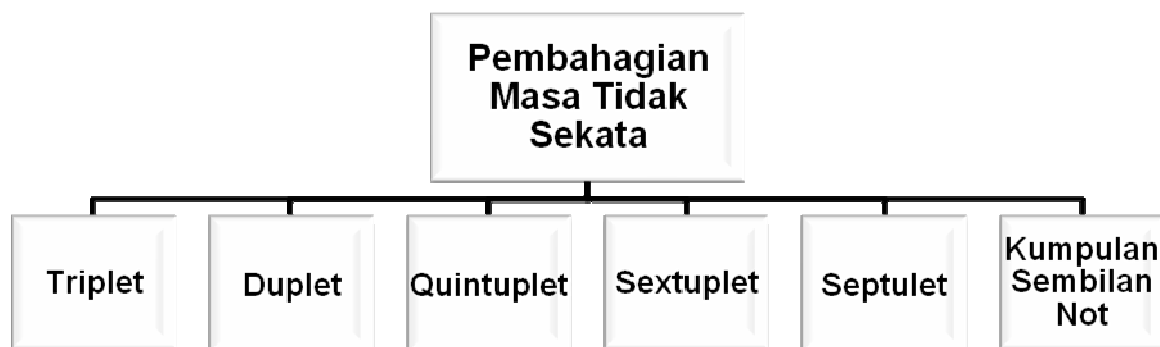 Pembahagian
Masa Tidak
Sekata
Triplet
Duplet
Quintuplet
Sextuplet
Septulet
Kumpulan
Sembilan
Not